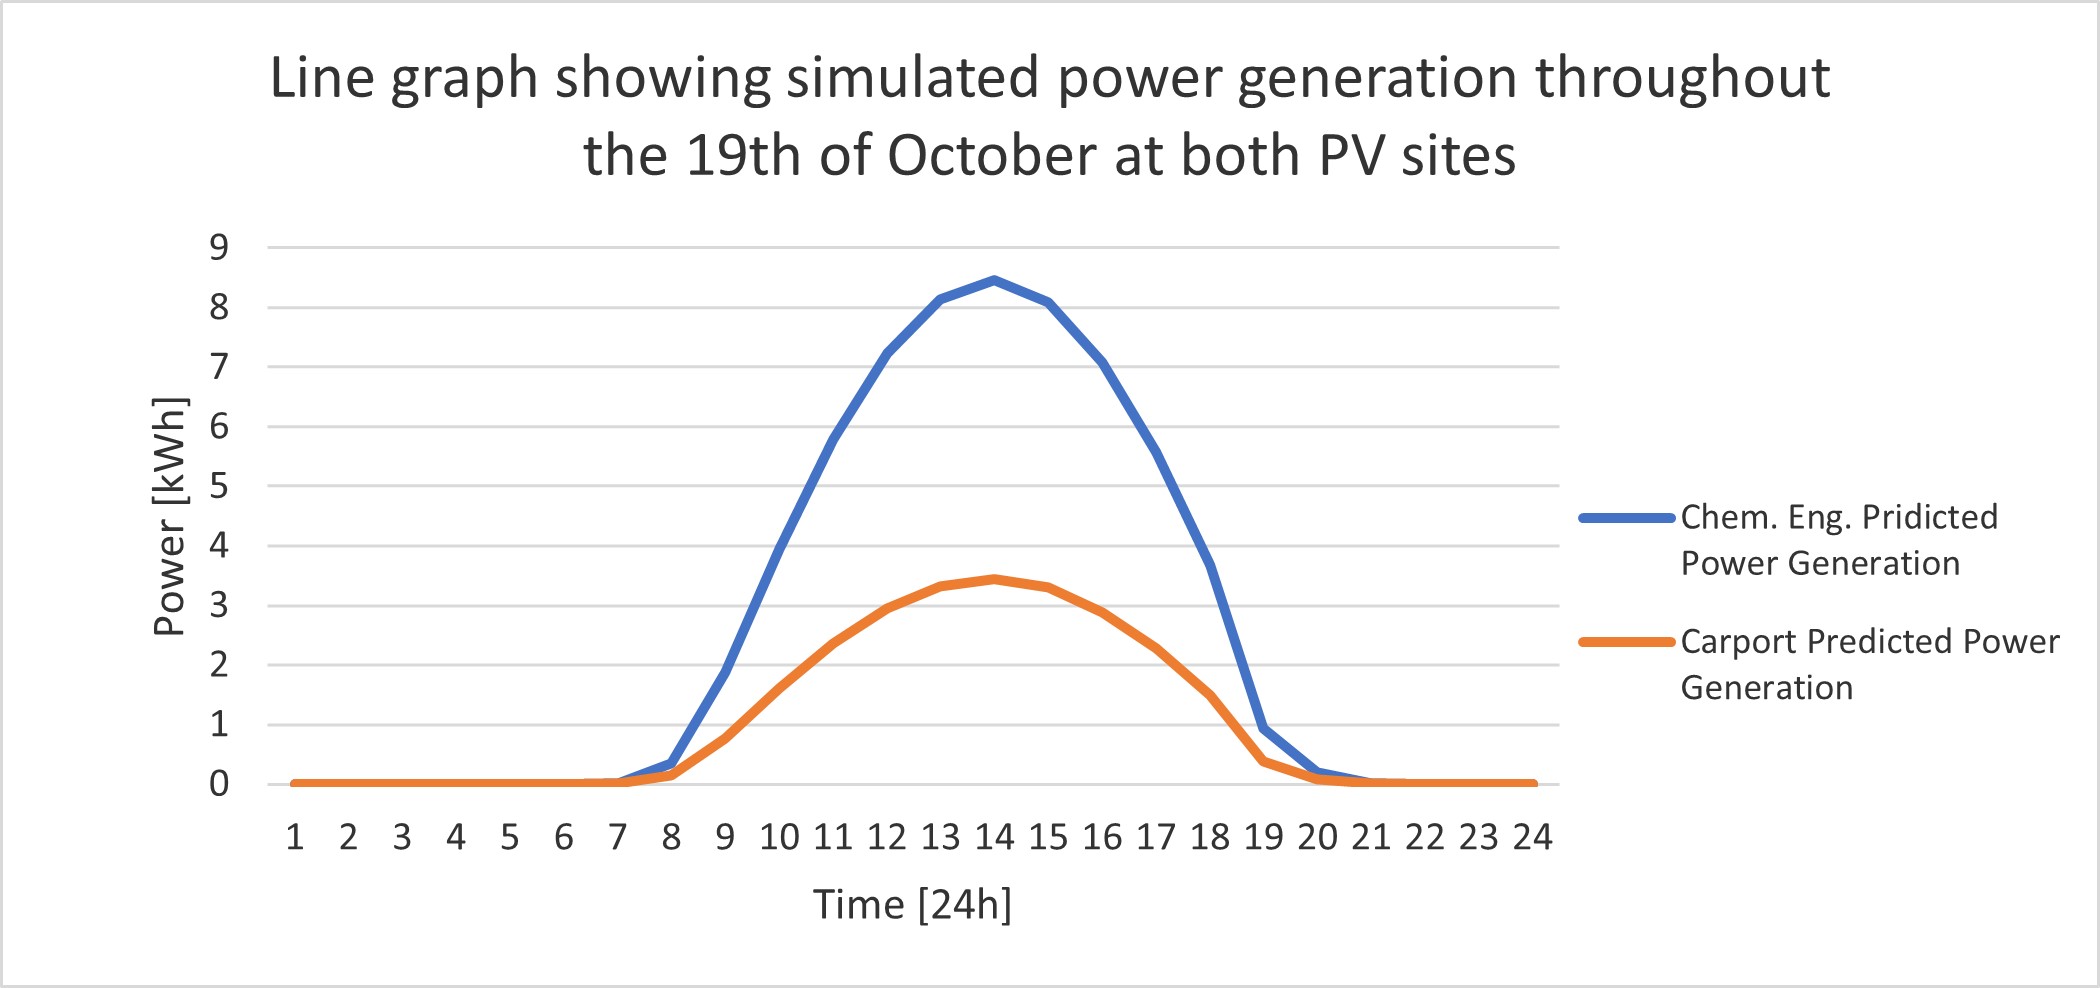 Line graph showing simulated power generation throughout
the 19th of October at both PV sites
9
8
7
6
5
4
3
2
1
0
Power [kWh]
1 2 3 4 5 6 7 8 9 10 11 12 13 14 15 16 17 18 19 20 21 22 23 24
Time [24h]
Chem. Eng. Pridicted
Power Generation
Carport Predicted Power
Generation